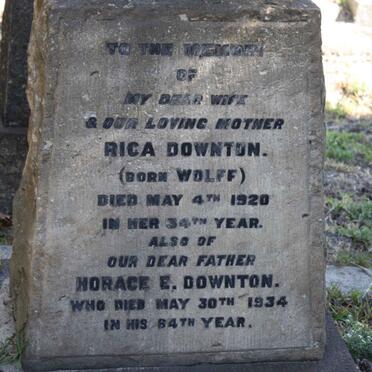 TO THE MEMORY
OF
MY DEAR WIFE
& OUR LOVING MOTHER
RICA DOWNTON.
(BORN WOLFF)
DIED MAY 4TH 1920
IN HER 54TH YEAR.
ALSO OF
OUR DEAR FATHER
HORACE E. DOWNTON.
WHO DIED MAY 30TH 1934
IN HIS 64TH YEAR.